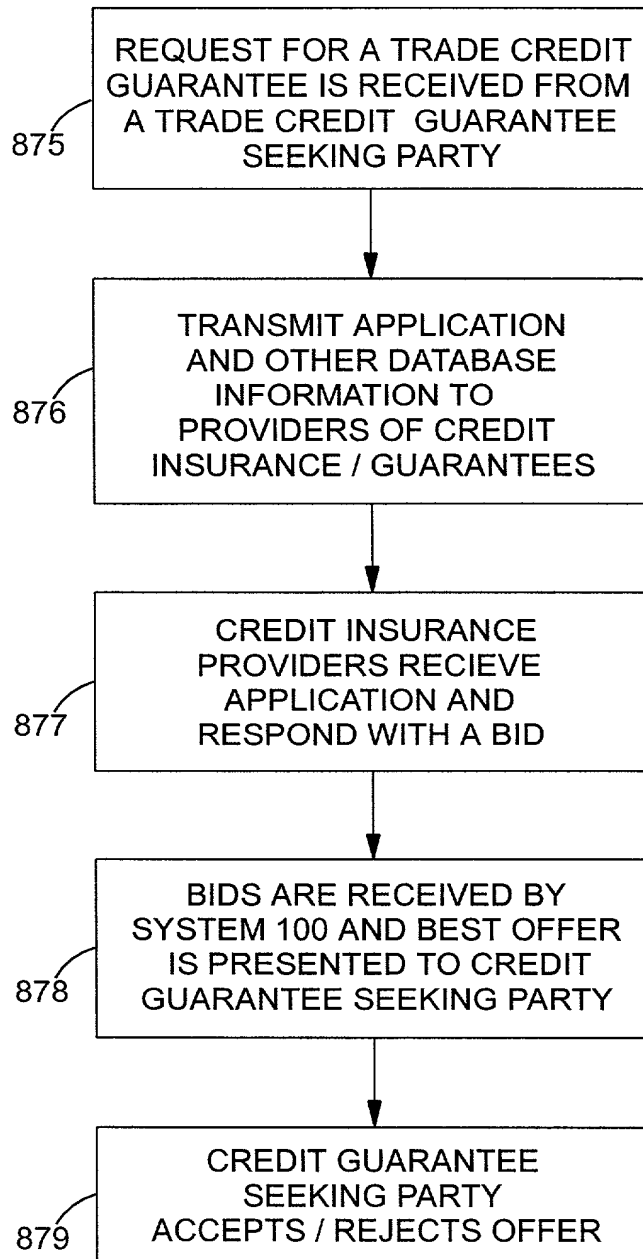 REQUEST FOR A TRADE CREDIT
GUARANTEE IS RECEIVED FROM
A TRADE CREDIT GUARANTEE
SEEKING PARTY
875
TRANSMIT APPLICATION
AND OTHER DATABASE
INFORMATION TO
PROVIDERS OF CREDIT
INSURANCE / GUARANTEES
876
CREDIT INSURANCE
PROVIDERS RECIEVE
APPLICATION AND
RESPOND WITH A BID
877
BIDS ARE RECEIVED BY
SYSTEM 100 AND BEST OFFER
IS PRESENTED TO CREDIT
GUARANTEE SEEKING PARTY
878
CREDIT GUARANTEE
SEEKING PARTY
ACCEPTS / REJECTS OFFER
879